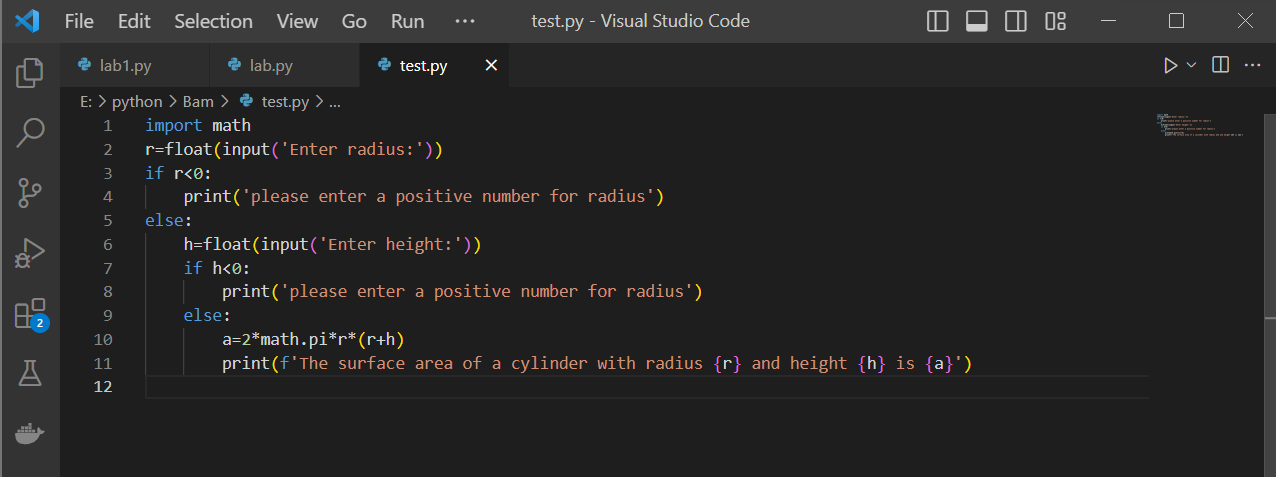 File Edit Selection View Go Run ··· test.py - Visual Studio Code
lab1.py lab.py test.py
E: > python > Bam > test.py > ...
1 import math
2 r=float(input('Enter radius:'))
3 if r<0:
4     print('please enter a positive number for radius')
5 else:
6     h=float(input('Enter height:'))
7     if h<0:
8         print('please enter a positive number for radius')
9     else:
10         a=2*math.pi*r*(r+h)
11         print(f'The surface area of a cylinder with radius {r} and height {h} is {a}')
12
2